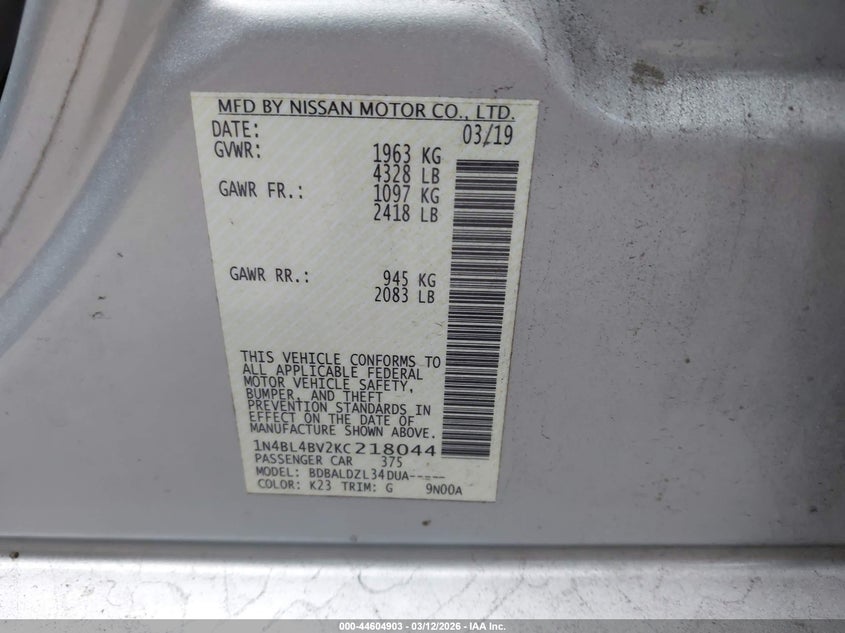 MFD BY NISSAN MOTOR CO., LTD.
DATE: 03/19
GVWR: 1963 KG
4328 LB
GAWR FR.: 1097 KG
2418 LB
GAWR RR.: 945 KG
2083 LB
THIS VEHICLE CONFORMS TO
ALL APPLICABLE FEDERAL
MOTOR VEHICLE SAFETY,
BUMPER, AND THEFT
PREVENTION STANDARDS IN
EFFECT ON THE DATE OF
MANUFACTURE SHOWN ABOVE.
1N4BL4BV2KC218044
PASSENGER CAR 375
MODEL: BDBALDZL34DUA-----
COLOR: K23 TRIM: G 9N00A
000-44604903 - 03/12/2026 - IAA Inc.